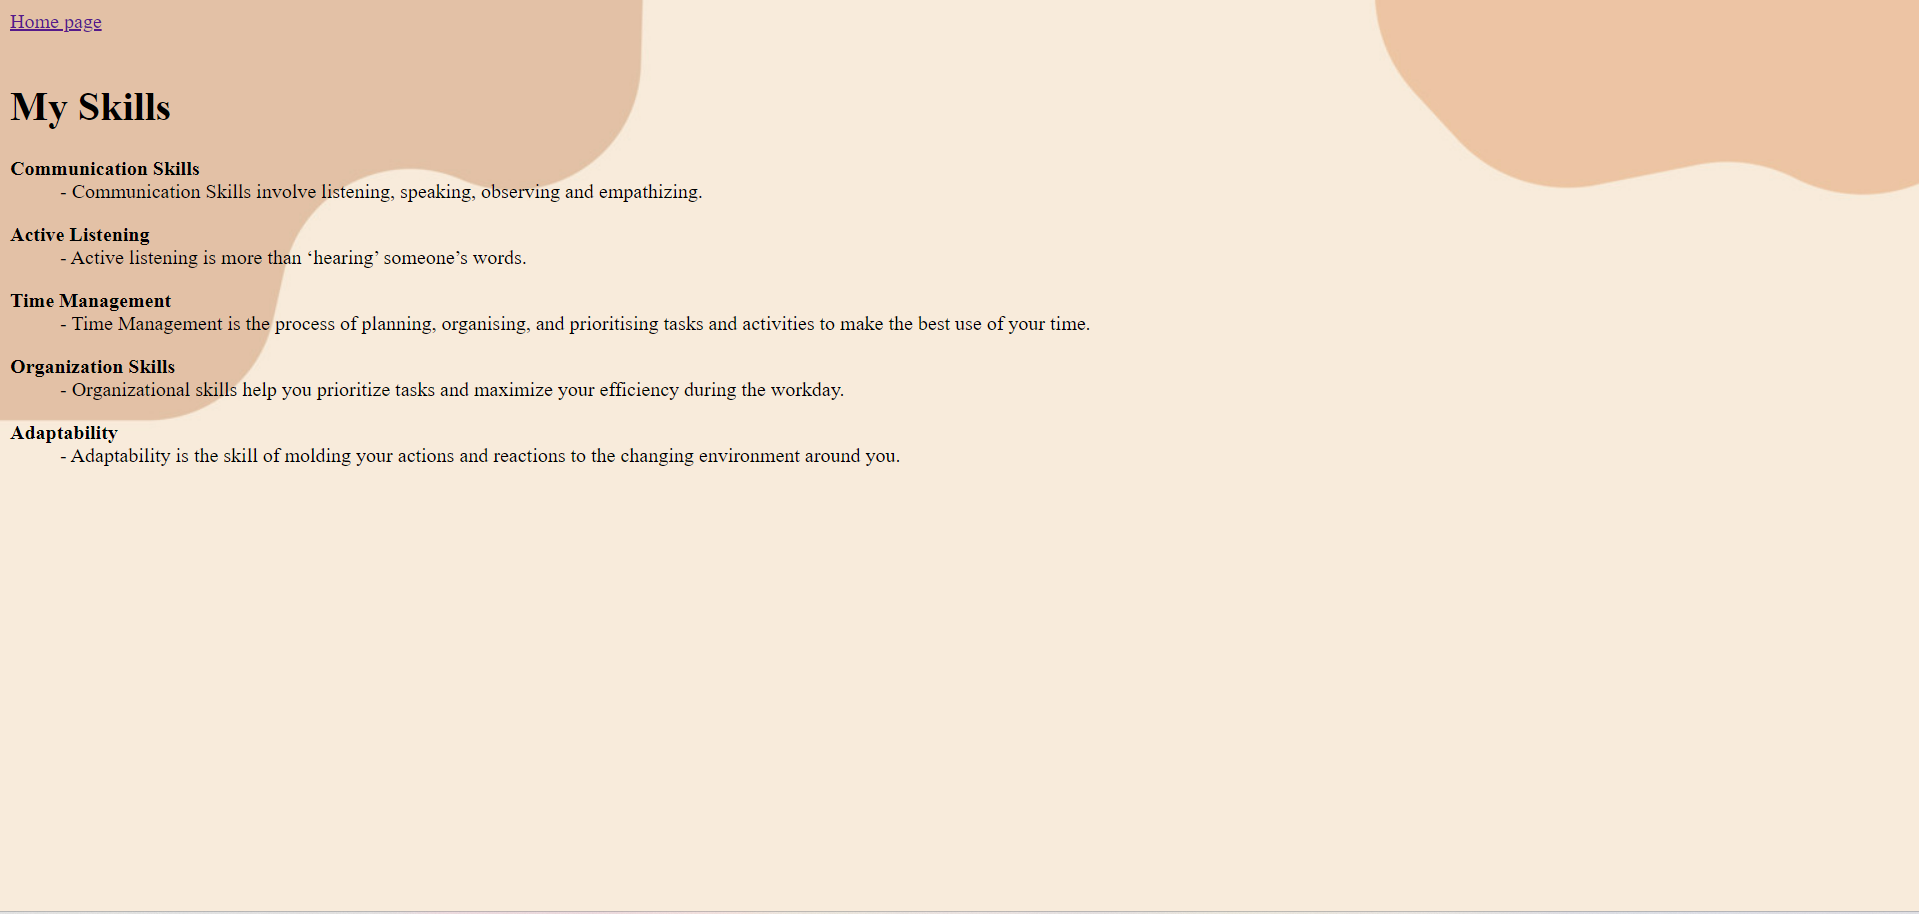 Home page
My Skills
Communication Skills
- Communication Skills involve listening, speaking, observing and empathizing.
Active Listening
- Active listening is more than ‘hearing’ someone’s words.
Time Management
- Time Management is the process of planning, organising, and prioritising tasks and activities to make the best use of your time.
Organization Skills
- Organizational skills help you prioritize tasks and maximize your efficiency during the workday.
Adaptability
- Adaptability is the skill of molding your actions and reactions to the changing environment around you.